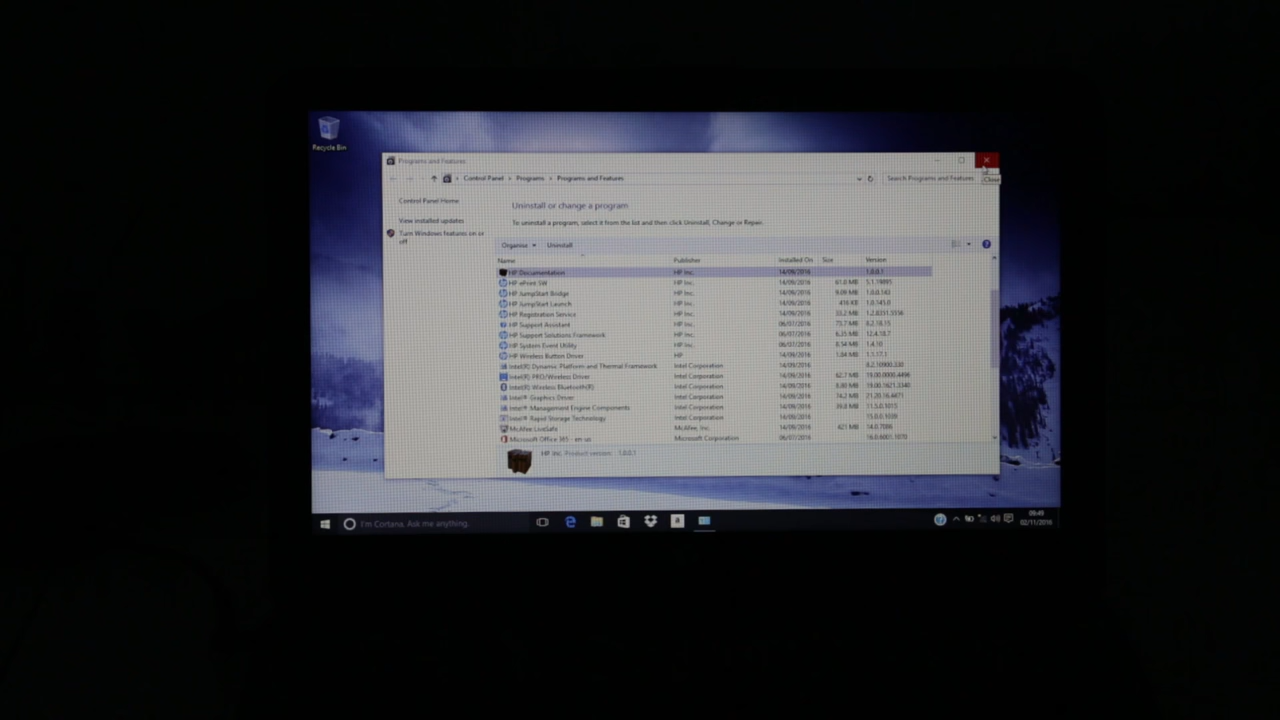 Recycle Bin
Programs and Features
Control Panel > Programs > Programs and Features
Search Programs and Features
Close
Control Panel Home
View installed updates
Turn Windows features on or
off
Uninstall or change a program
To uninstall a program, select it from the list and then click Uninstall, Change or Repair.
Organise Uninstall
Name Publisher Installed On Size Version
HP Documentation HP Inc. 14/09/2016 1.0.0.1
HP ePrint SW HP Inc. 14/09/2016 61.8 MB 5.1.19895
HP JumpStart Bridge HP Inc. 14/09/2016 9.09 MB 1.0.0.143
HP JumpStart Launch HP Inc. 14/09/2016 416 KB 1.0.145.0
HP Registration Service HP Inc. 14/09/2016 33.2 MB 1.2.8331.5556
HP Support Assistant HP Inc. 06/07/2016 75.7 MB 8.2.18.15
HP Support Solutions Framework HP Inc. 06/07/2016 6.35 MB 12.4.18.7
HP System Event Utility HP Inc. 06/07/2016 8.54 MB 1.4.10
HP Wireless Button Driver HP 14/09/2016 1.84 MB 1.1.17.1
Intel(R) Dynamic Platform and Thermal Framework Intel Corporation 14/09/2016 8.2.10900.330
Intel(R) PRO/Wireless Driver Intel Corporation 14/09/2016 62.7 MB 19.00.0000.4496
Intel(R) Wireless Bluetooth(R) Intel Corporation 14/09/2016 8.80 MB 19.00.1621.3340
Intel® Graphics Driver Intel Corporation 14/09/2016 74.2 MB 21.20.16.4471
Intel® Management Engine Components Intel Corporation 14/09/2016 39.8 MB 11.5.0.1015
Intel® Rapid Storage Technology Intel Corporation 14/09/2016 15.0.0.1039
McAfee LiveSafe McAfee, Inc. 14/09/2016 421 MB 14.0.7086
Microsoft Office 365 - en-us Microsoft Corporation 06/07/2016 16.0.6001.1070
HP Inc. Product version: 1.0.0.1
I'm Cortana. Ask me anything.
09:49
02/11/2016